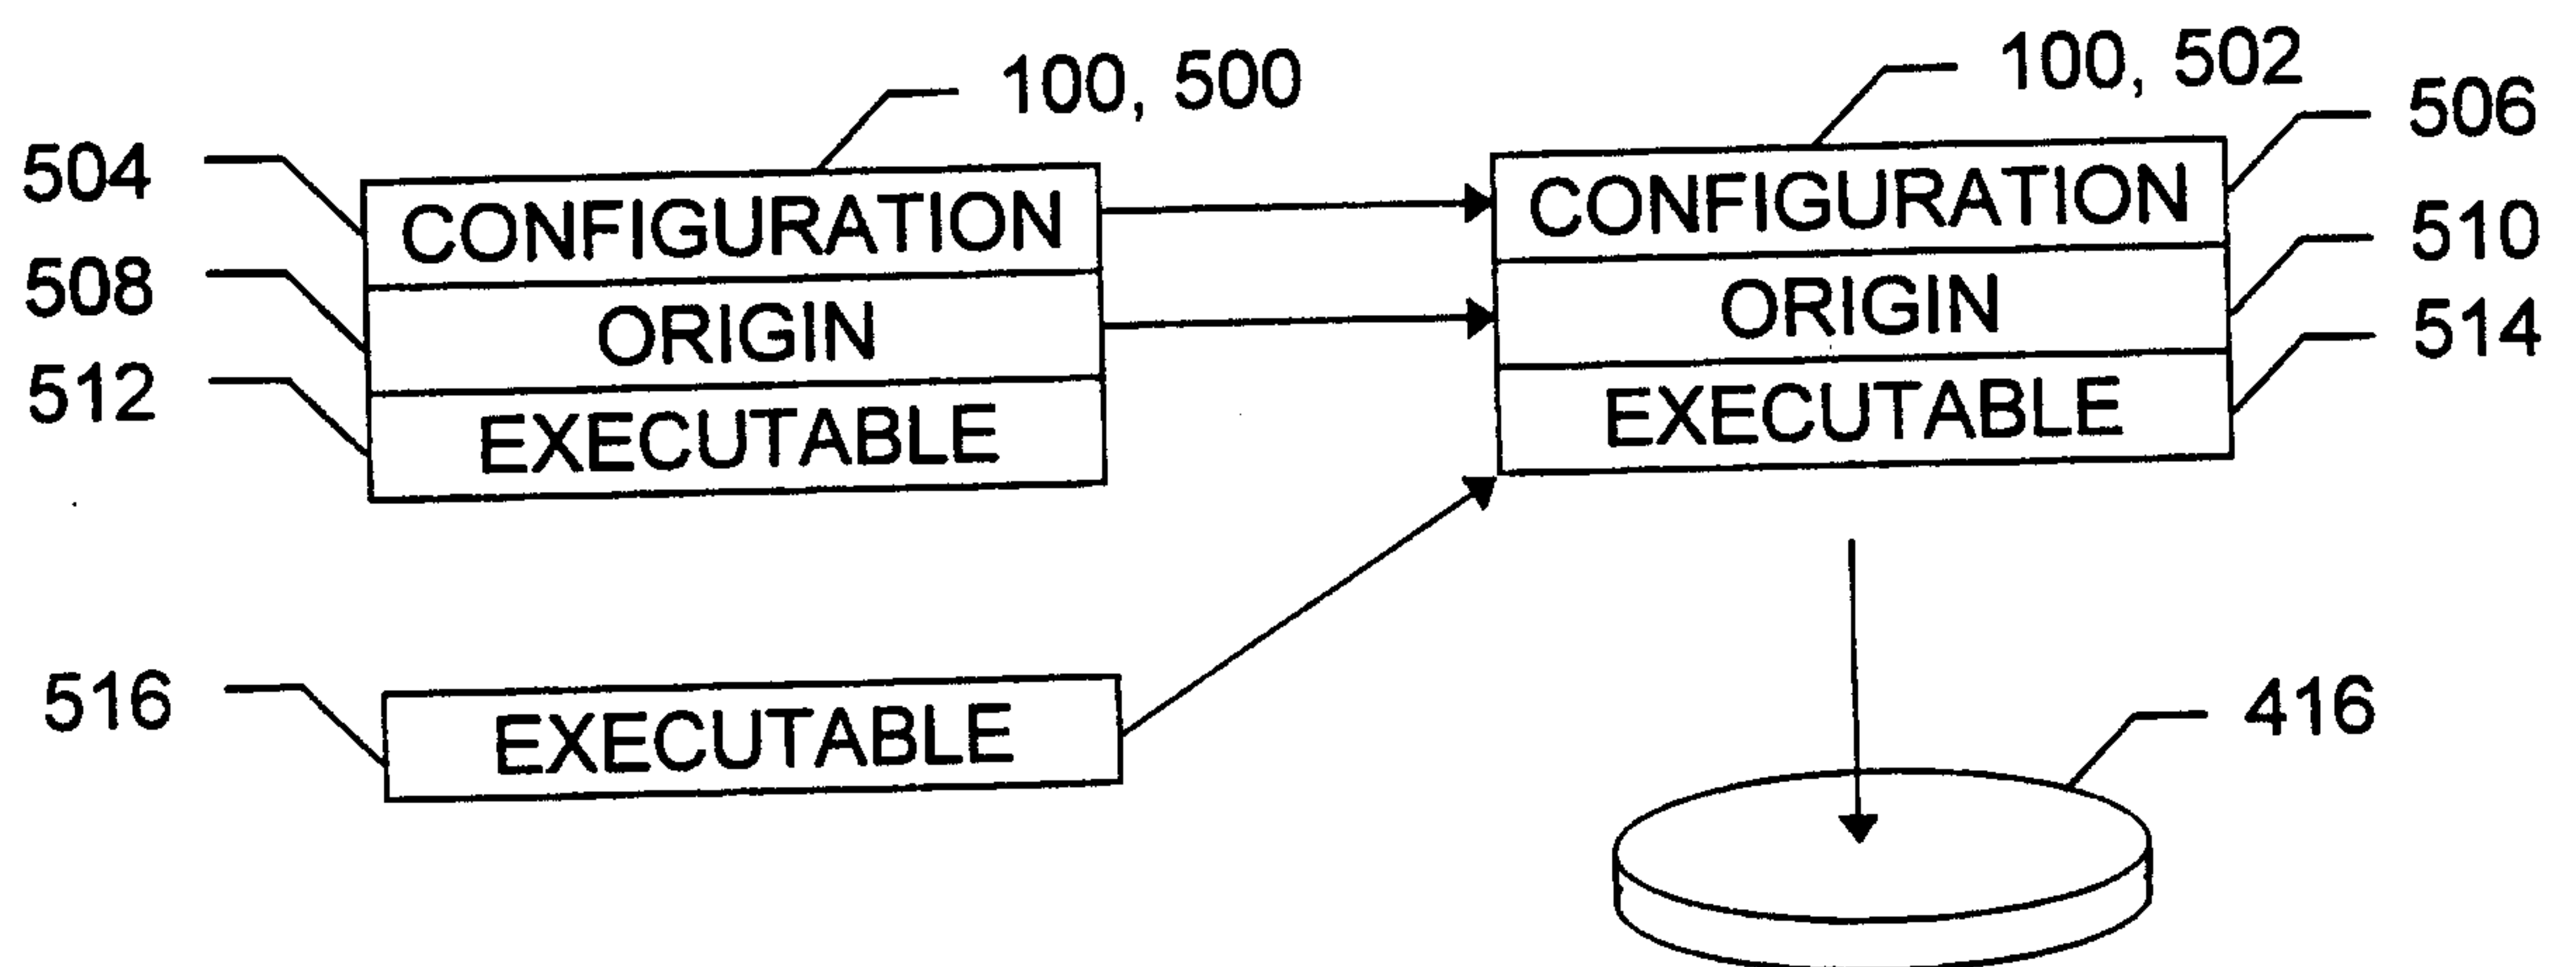 100, 500
100, 502
504
506
CONFIGURATION
CONFIGURATION
508
510
ORIGIN
ORIGIN
512
514
EXECUTABLE
EXECUTABLE
516
EXECUTABLE
416